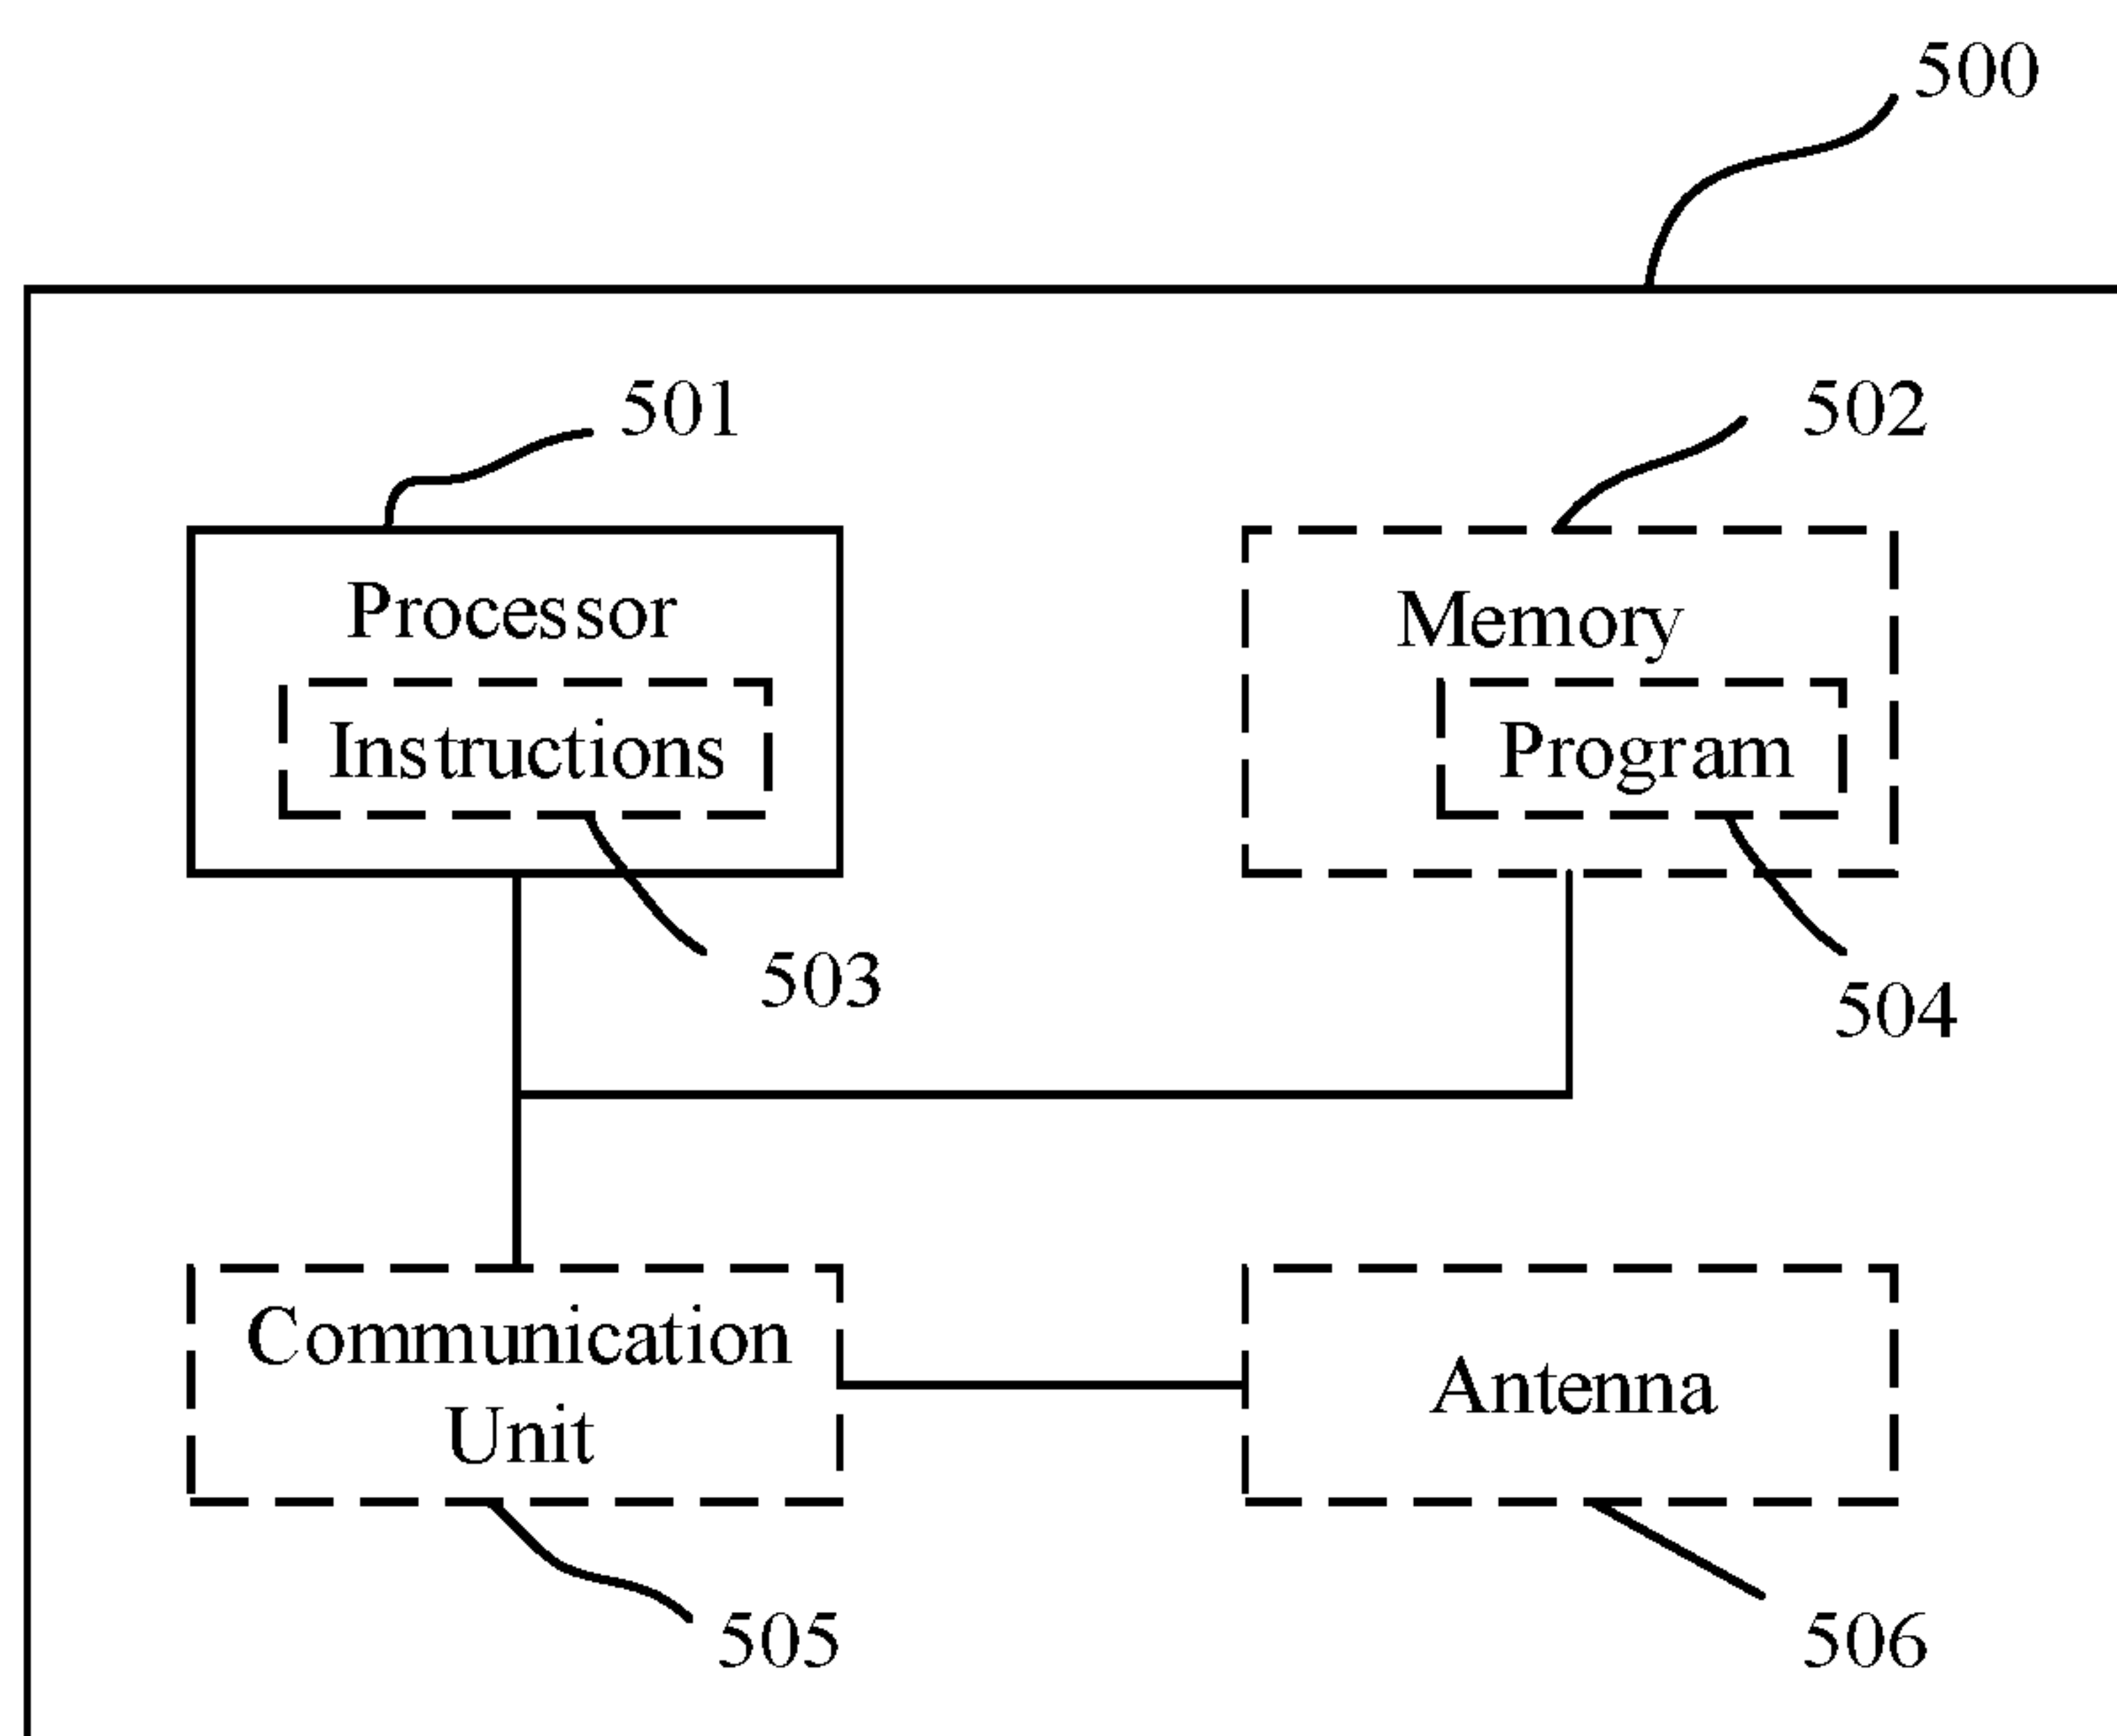 500
501
502
Processor
Memory
Instructions
Program
503
504
Communication
Unit
Antenna
505
506